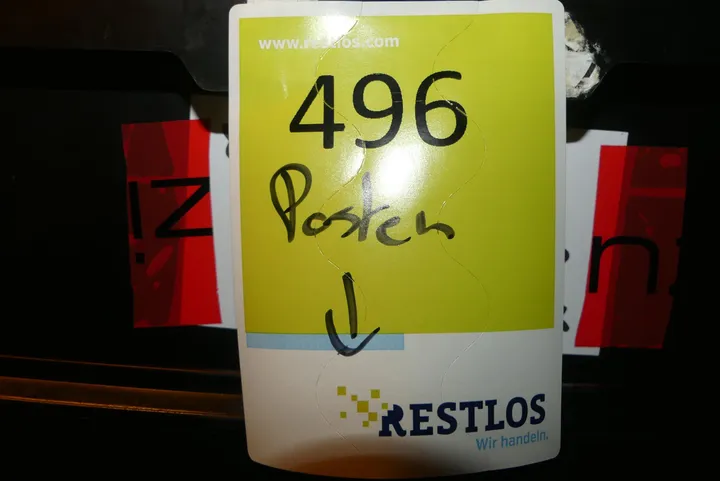 www.restlos.com
496
Posten
RESTLOS
Wir handeln.